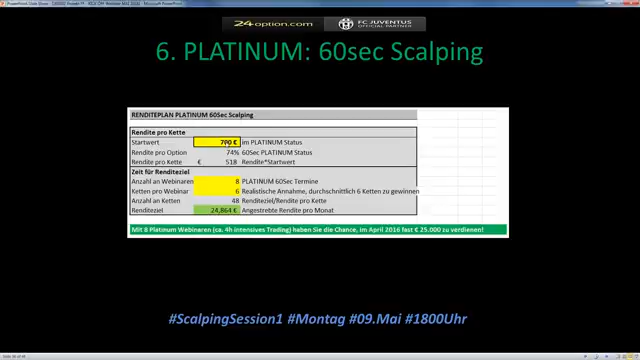 24option.com
FC JUVENTUS
OFFICIAL PARTNER
6. PLATINUM: 60sec Scalping
RENDITEPLAN PLATINUM 60Sec Scalping
Rendite pro Kette
Startwert 700 € im PLATINUM Status
Rendite pro Option 74% 60Sec PLATINUM Status
Rendite pro Kette € 518 Rendite*Startwert
Zeit für Renditeziel
Anzahl an Webinaren 8 PLATINUM 60Sec Termine
Ketten pro Webinar 6 Realistische Annahme, durchschnittlich 6 Ketten zu gewinnen
Anzahl an Ketten 48 Renditeziel/Rendite pro Kette
Renditeziel 24,864 € Angestrebte Rendite pro Monat
Mit 8 Platinum Webinaren (ca. 4h intensives Trading) haben Sie die Chance, im April 2016 fast € 25.000 zu verdienen!
#ScalpingSession1 #Montag #09.Mai #1800Uhr